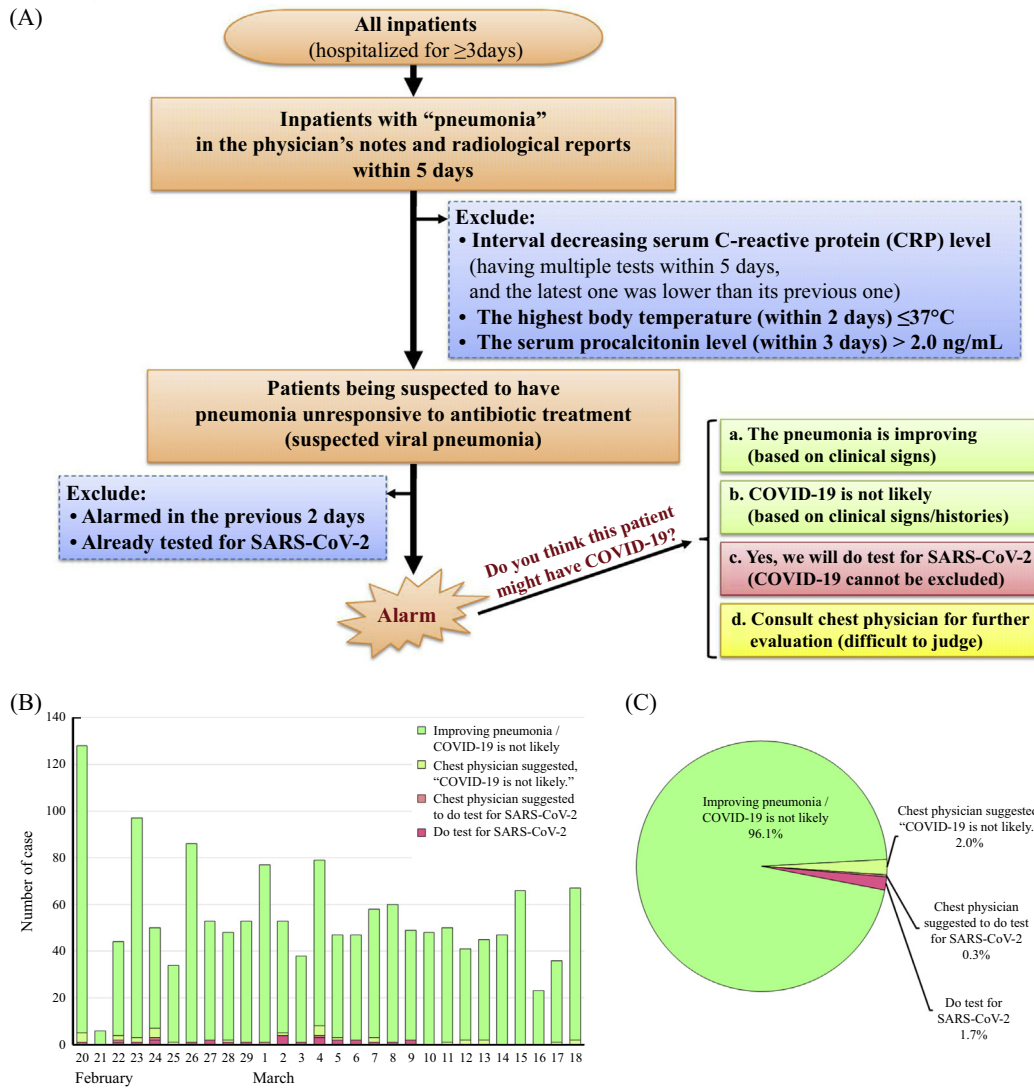 (A)
All inpatients
(hospitalized for ≥3days)
Inpatients with “pneumonia”
in the physician’s notes and radiological reports
within 5 days
Exclude:
• Interval decreasing serum C-reactive protein (CRP) level
(having multiple tests within 5 days,
and the latest one was lower than its previous one)
• The highest body temperature (within 2 days) ≤37°C
• The serum procalcitonin level (within 3 days) > 2.0 ng/mL
Patients being suspected to have
pneumonia unresponsive to antibiotic treatment
(suspected viral pneumonia)
Exclude:
• Alarmed in the previous 2 days
• Already tested for SARS-CoV-2
Alarm
Do you think this patient
might have COVID-19?
a. The pneumonia is improving
(based on clinical signs)
b. COVID-19 is not likely
(based on clinical signs/histories)
c. Yes, we will do test for SARS-CoV-2
(COVID-19 cannot be excluded)
d. Consult chest physician for further
evaluation (difficult to judge)
(B)
140
120
100
80
60
40
20
0
Number of case
Improving pneumonia /
COVID-19 is not likely
Chest physician suggested,
“COVID-19 is not likely.”
Chest physician suggested
to do test for SARS-CoV-2
Do test for SARS-CoV-2
20 21 22 23 24 25 26 27 28 29 1 2 3 4 5 6 7 8 9 10 11 12 13 14 15 16 17 18
February March
(C)
Improving pneumonia /
COVID-19 is not likely
96.1%
Chest physician suggested
“COVID-19 is not likely.
2.0%
Chest physician
suggested to do test
for SARS-CoV-2
0.3%
Do test for
SARS-CoV-2
1.7%